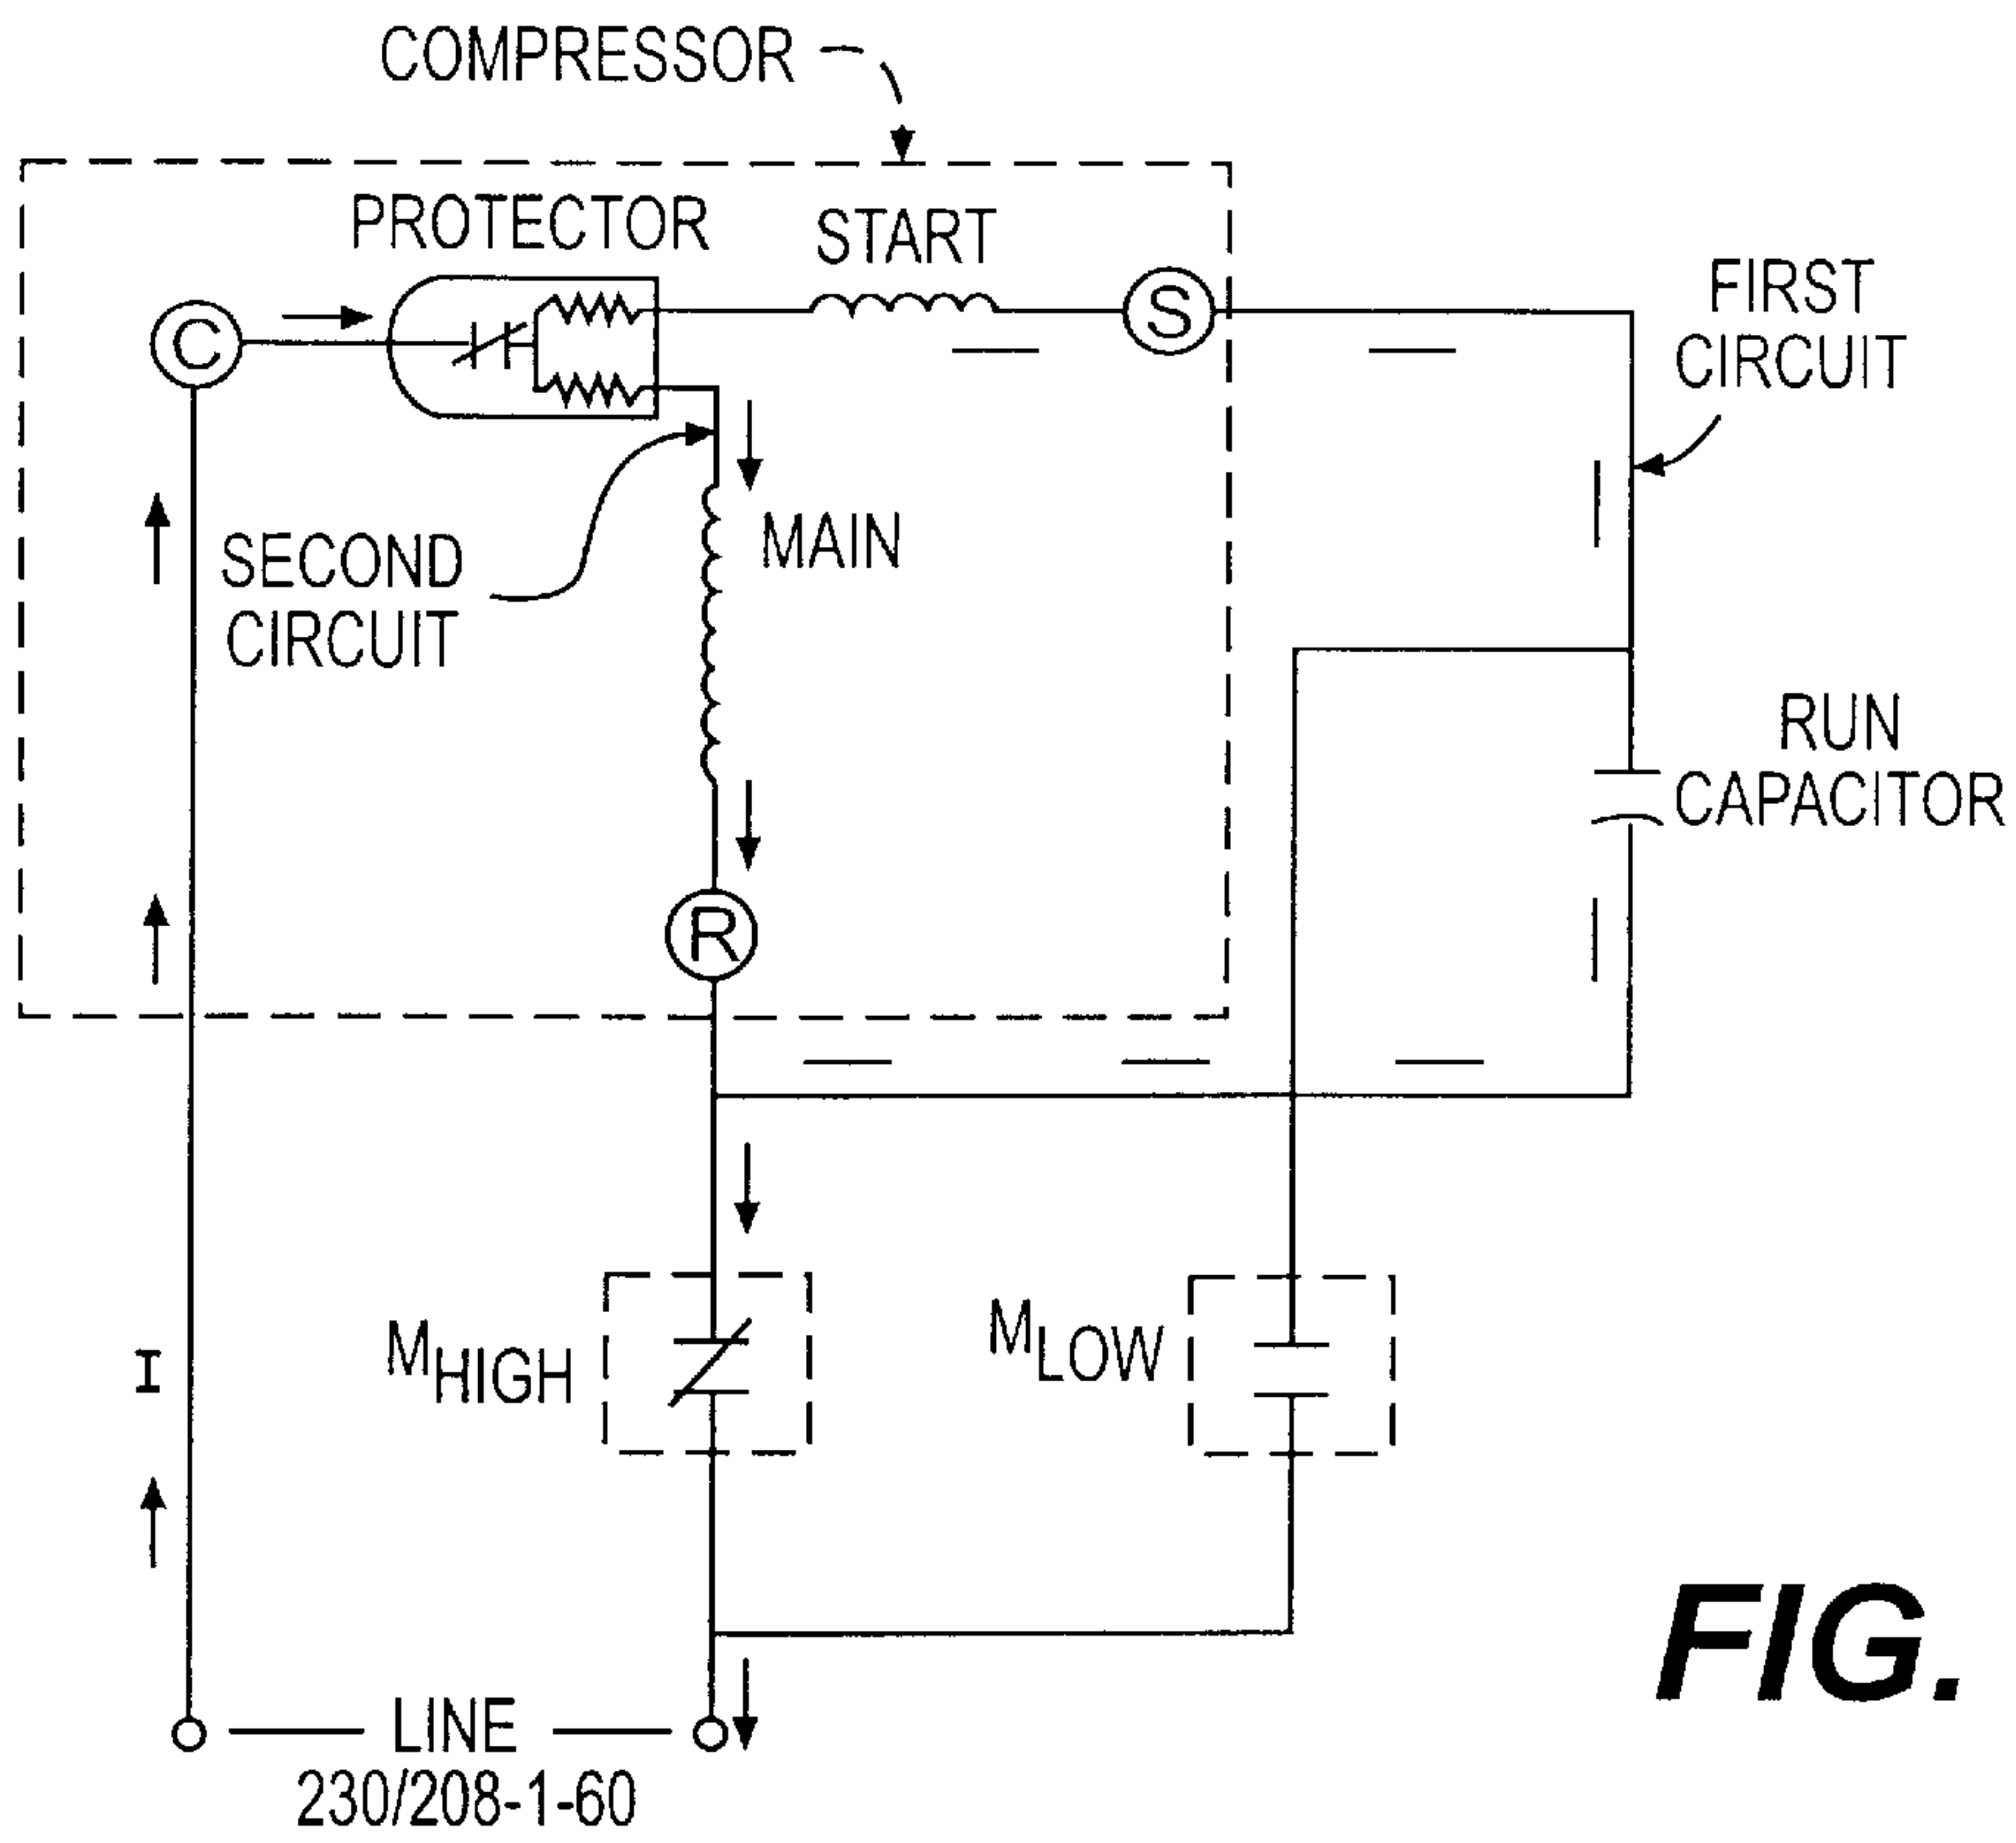 COMPRESSOR
PROTECTOR
START
C
S
FIRST
CIRCUIT
SECOND
CIRCUIT
MAIN
RUN
CAPACITOR
R
MHIGH
MLOW
I
LINE
230/208-1-60
FIG.